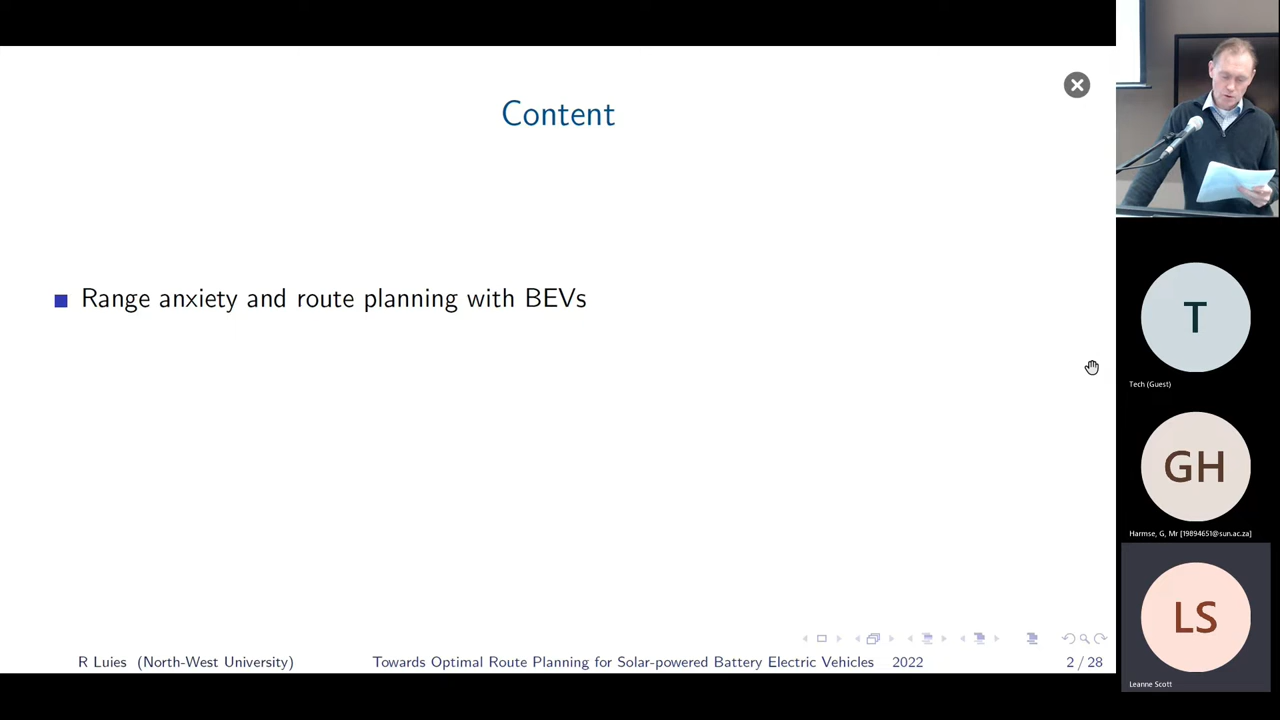 Content
Range anxiety and route planning with BEVs
R Luies (North-West University)
Towards Optimal Route Planning for Solar-powered Battery Electric Vehicles
2022
2 / 28
T
Tech (Guest)
GH
Harmse, G, Mr [19894651@sun.ac.za]
LS
Leanne Scott